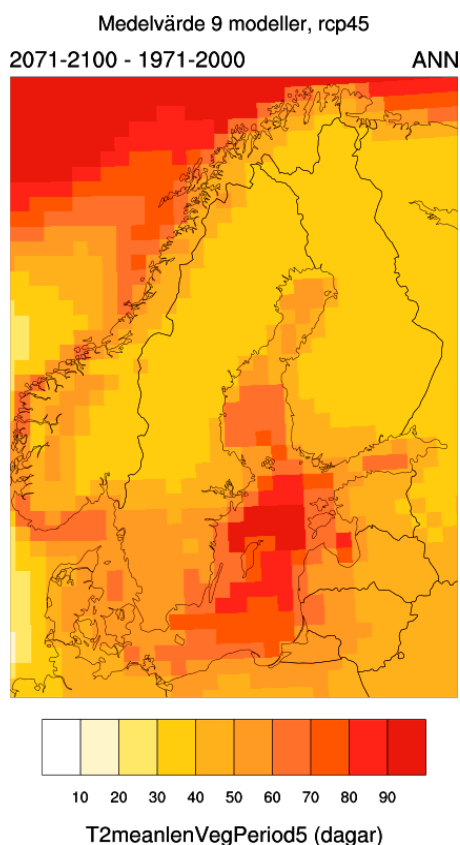 Medelvärde 9 modeller, rcp45
2071-2100 - 1971-2000 ANN
10 20 30 40 50 60 70 80 90
T2meanlenVegPeriod5 (dagar)